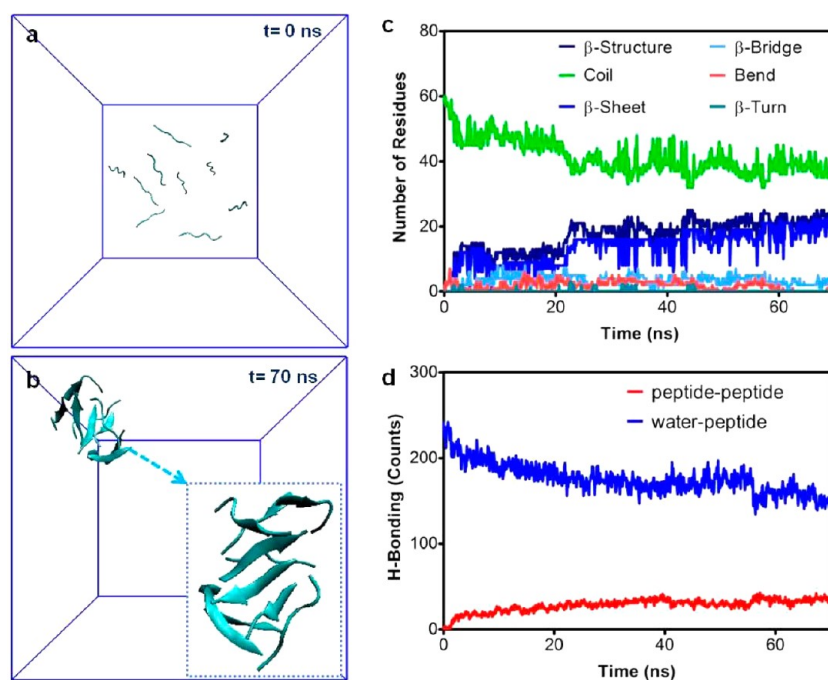 a
t= 0 ns
b
t= 70 ns
c
80
60
40
20
0
Number of Residues
β-Structure
β-Bridge
Coil
Bend
β-Sheet
β-Turn
0
20
40
60
Time (ns)
d
300
200
100
0
H-Bonding (Counts)
peptide-peptide
water-peptide
0
20
40
60
Time (ns)